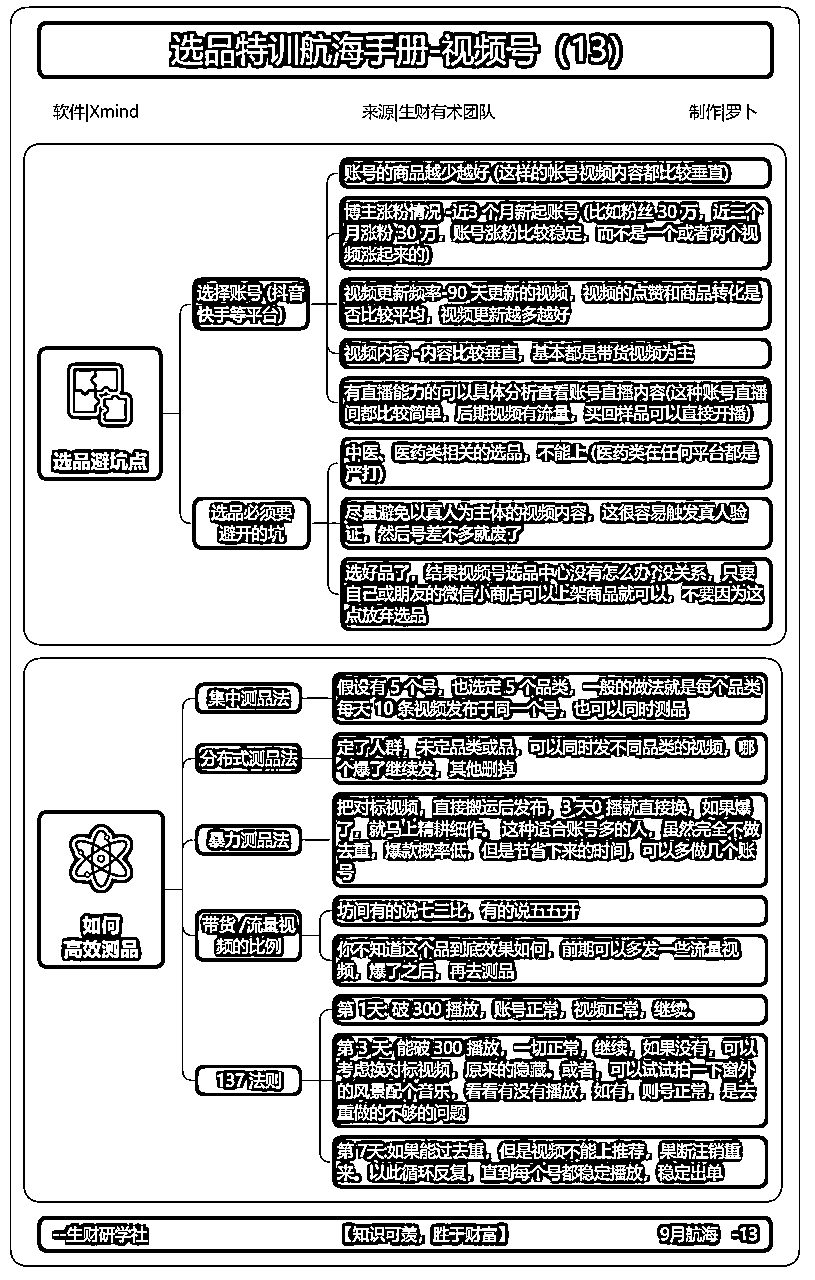 选品特训航海手册-视频号（13）
软件|Xmind
来源|生财有术团队
制作|罗卜
选品避坑点
选择账号 (抖音
快手等平台)
账号的商品越少越好 (这样的帐号视频内容都比较垂直)
博主涨粉情况 -近3 个月新起账号 (比如粉丝 30 万，近三个
月涨粉 30 万，账号涨粉比较稳定，而不是一个或者两个视
频涨起来的)
视频更新频率-90 天更新的视频，视频的点赞和商品转化是
否比较平均，视频更新越多越好
视频内容 -内容比较垂直，基本都是带货视频为主
有直播能力的可以具体分析查看账号直播内容(这种账号直播
间都比较简单，后期视频有流量，买回样品可以直接开播)
选品必须要
避开的坑
中医、医药类相关的选品，不能上 (医药类在任何平台都是
严打)
尽量避免以真人为主体的视频内容，这很容易触发真人验
证，然后号差不多就废了
选好品了，结果视频号选品中心没有怎么办?没关系，只要
自己或朋友的微信小商店可以上架商品就可以，不要因为这
点放弃选品
如何
高效测品
集中测品法
假设有 5 个号，也选定 5 个品类，一般的做法就是每个品类
每天 10 条视频发布于同一个号，也可以同时测品
分布式测品法
定了人群，未定品类或品，可以同时发不同品类的视频，哪
个爆了继续发，其他删掉
暴力测品法
把对标视频，直接搬运后发布，3 天0 播就直接换，如果爆
了，就马上精耕细作。这种适合账号多的人，虽然完全不做
去重，爆款概率低，但是节省下来的时间，可以多做几个账
号
带货 /流量视
频的比例
坊间有的说七三比，有的说五五开
你不知道这个品到底效果如何，前期可以多发一些流量视
频，爆了之后，再去测品
137 法则
第 1天: 破 300 播放，账号正常，视频正常，继续。
第 3 天: 能破 300 播放，一切正常，继续，如果没有，可以
考虑换对标视频，原来的隐藏。或者，可以试试拍一下窗外
的风景配个音乐，看看有没有播放，如有，则号正常，是去
重做的不够的问题
第 7天:如果能过去重，但是视频不能上推荐，果断注销重
来。以此循环反复，直到每个号都稳定播放，稳定出单
--生财研学社
【知识可羡，胜于财富】
9月航海 -13